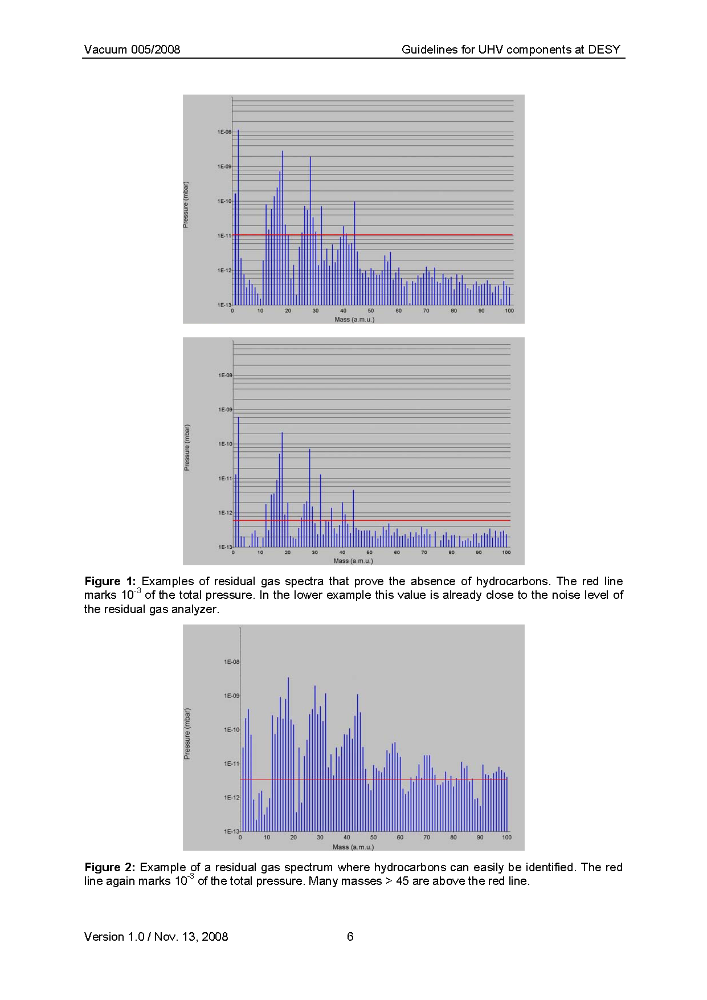 Vacuum 005/2008 Guidelines for UHV components at DESY
1E-08
1E-09
1E-10
1E-11
1E-12
1E-13
Pressure (mbar)
0 10 20 30 40 50 60 70 80 90 100
Mass (a.m.u.)
1E-08
1E-09
1E-10
1E-11
1E-12
1E-13
Pressure (mbar)
0 10 20 30 40 50 60 70 80 90 100
Mass (a.m.u.)
Figure 1: Examples of residual gas spectra that prove the absence of hydrocarbons. The red line
marks 10⁻³ of the total pressure. In the lower example this value is already close to the noise level of
the residual gas analyzer.
1E-08
1E-09
1E-10
1E-11
1E-12
1E-13
Pressure (mbar)
0 10 20 30 40 50 60 70 80 90 100
Mass (a.m.u.)
Figure 2: Example of a residual gas spectrum where hydrocarbons can easily be identified. The red
line again marks 10⁻³ of the total pressure. Many masses > 45 are above the red line.
Version 1.0 / Nov. 13, 2008 6